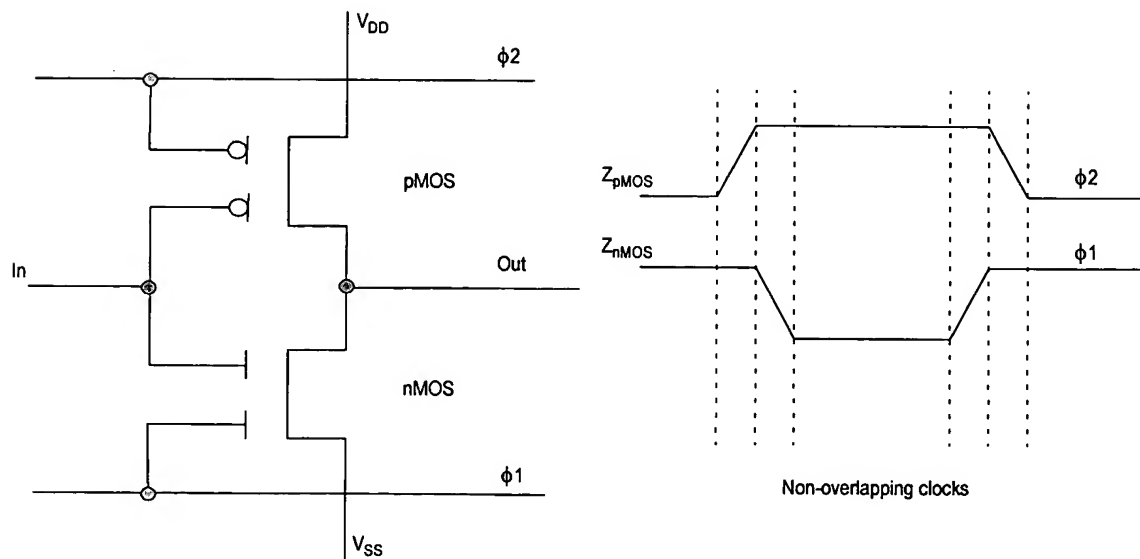 V_DD
ϕ2
pMOS
In
Out
nMOS
ϕ1
V_SS
Z_pMOS
ϕ2
Z_nMOS
ϕ1
Non-overlapping clocks